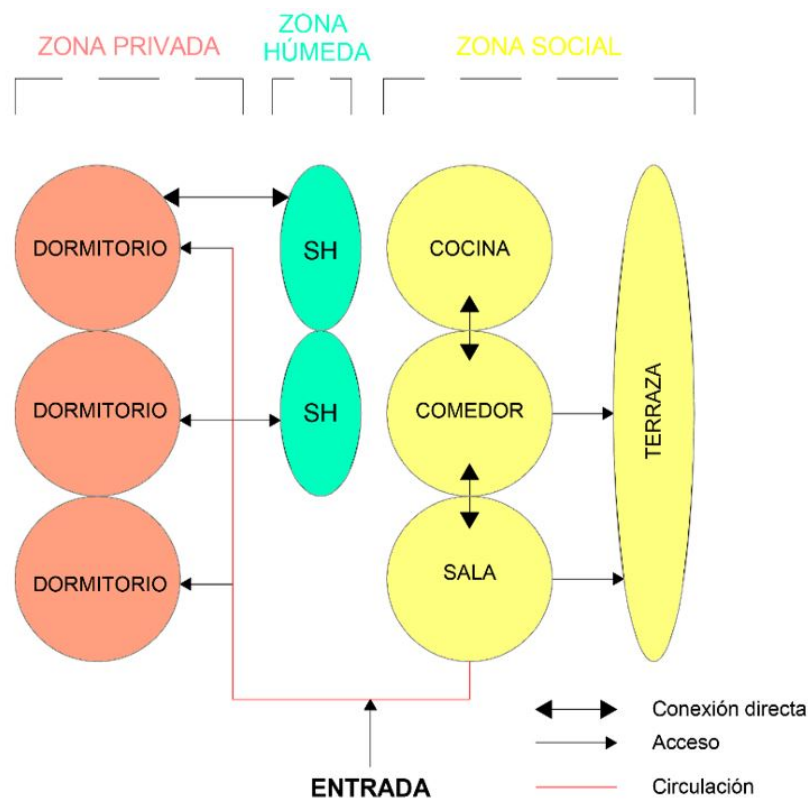 ZONA PRIVADA
ZONA
HÚMEDA
ZONA SOCIAL
DORMITORIO
SH
COCINA
DORMITORIO
SH
COMEDOR
TERRAZA
DORMITORIO
SALA
ENTRADA
Conexión directa
Acceso
Circulación